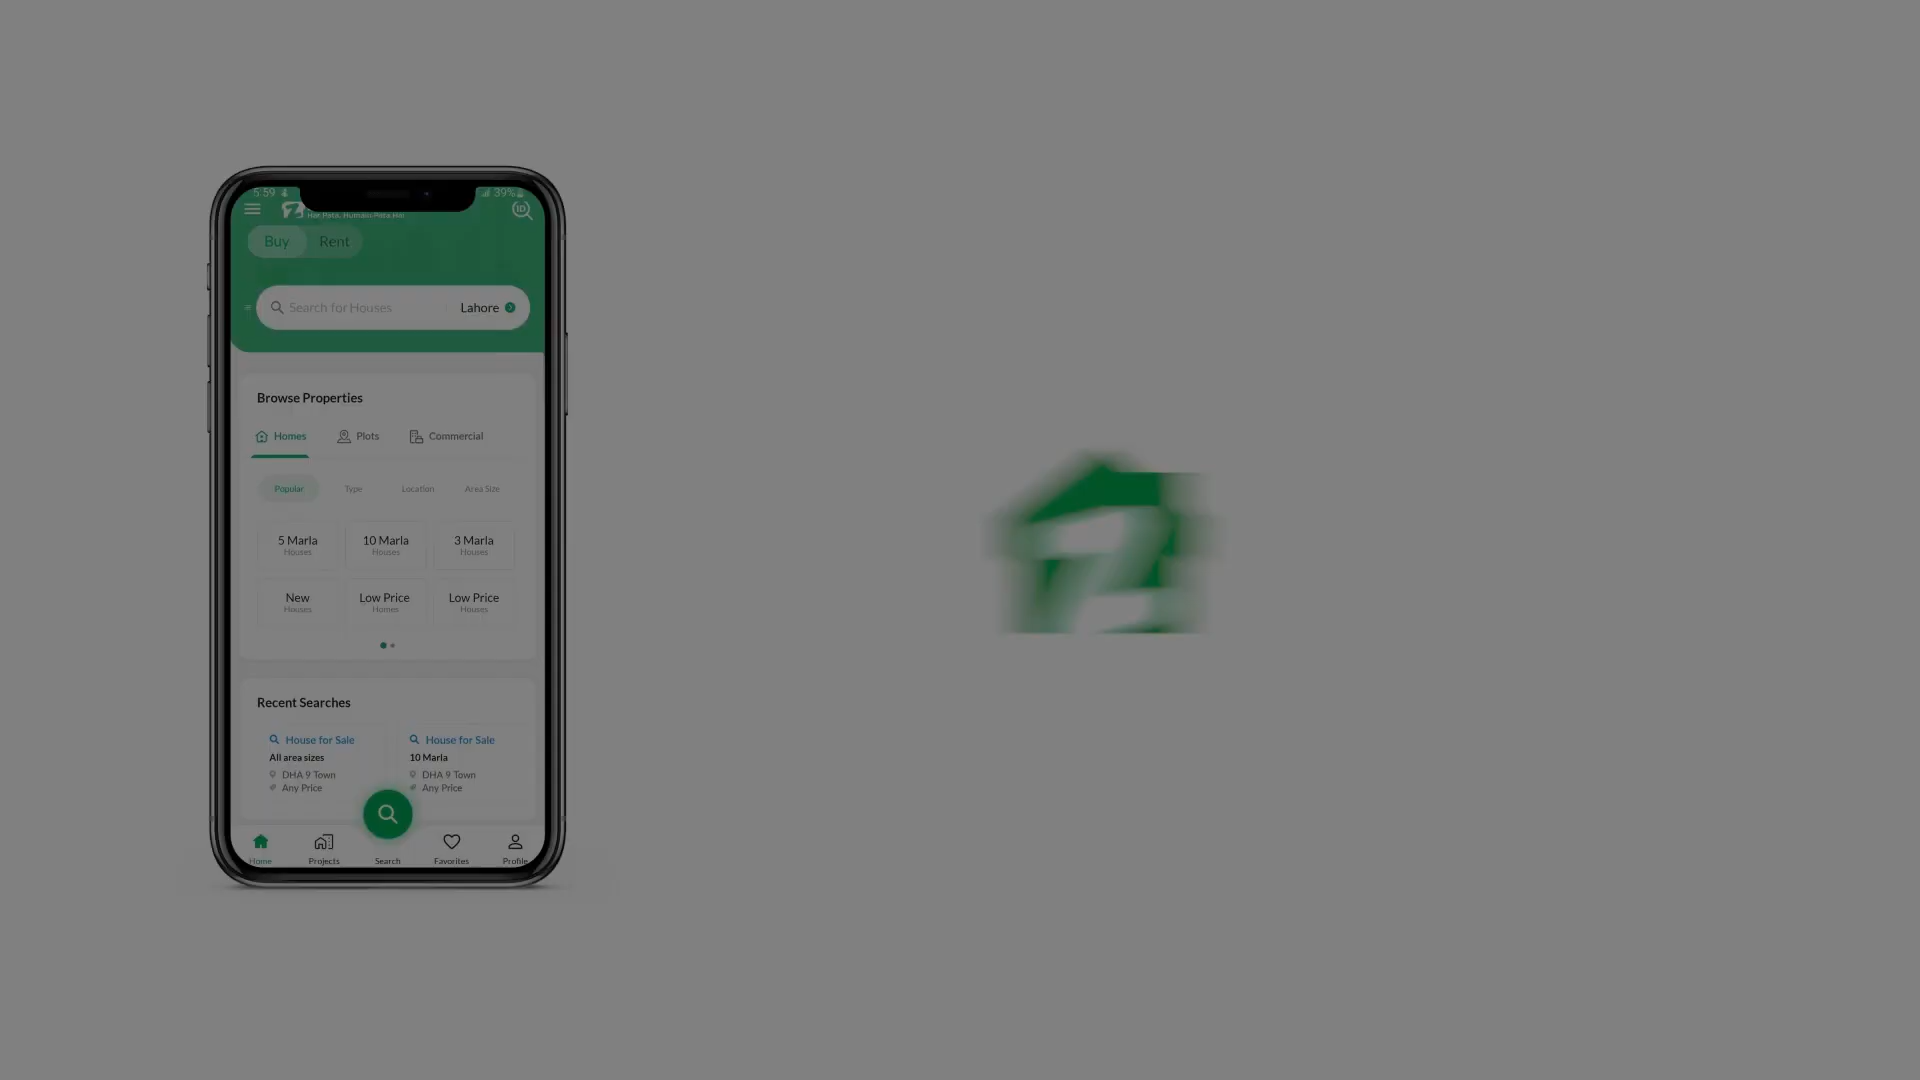 5:59
39%
Har Pata, Humain Pata Hai
Buy Rent
Search for Houses Lahore
Browse Properties
Homes Plots Commercial
Popular Type Location Area Size
5 Marla 10 Marla 3 Marla
Houses Houses Houses
New Low Price Low Price
Houses Homes Houses
Recent Searches
House for Sale House for Sale
All area sizes 10 Marla
DHA 9 Town DHA 9 Town
Any Price Any Price
Home Projects Search Favorites Profile